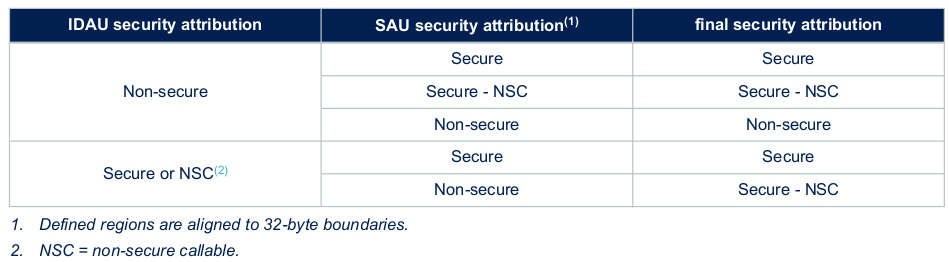 IDAU security attribution SAU security attribution(1) final security attribution
Non-secure Secure Secure
Secure - NSC Secure - NSC
Non-secure Non-secure
Secure or NSC(2) Secure Secure
Non-secure Secure - NSC
1. Defined regions are aligned to 32-byte boundaries.
2. NSC = non-secure callable.